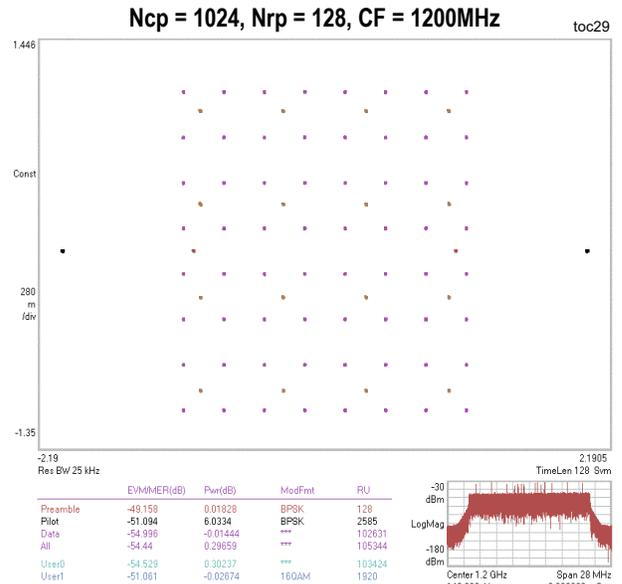 Ncp = 1024, Nrp = 128, CF = 1200MHz
toc29
1.446
Const
280
m
/div
-1.35
-2.19 2.1905
Res BW 25 kHz TimeLen 128 Sym
EVM/MER(dB) Pwr(dB) ModFmt RU
Preamble -49.158 0.01828 BPSK 128
Pilot -51.094 6.0334 BPSK 2585
Data -54.996 -0.01444 *** 102631
All -54.44 0.29659 *** 105344
User0 -54.529 0.30237 *** 103424
User1 -51.061 -0.02674 16QAM 1920
-30
dBm
LogMag
-180
dBm
Center 1.2 GHz Span 28 MHz